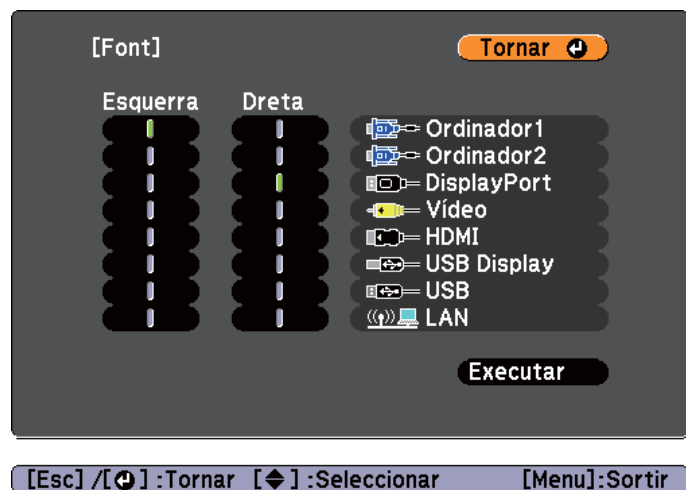 [Font] Tornar
Esquerra Dreta
Ordinador1
Ordinador2
DisplayPort
Vídeo
HDMI
USB Display
USB
LAN
Executar
[Esc] /[ ] :Tornar [ ] :Seleccionar [Menu]:Sortir